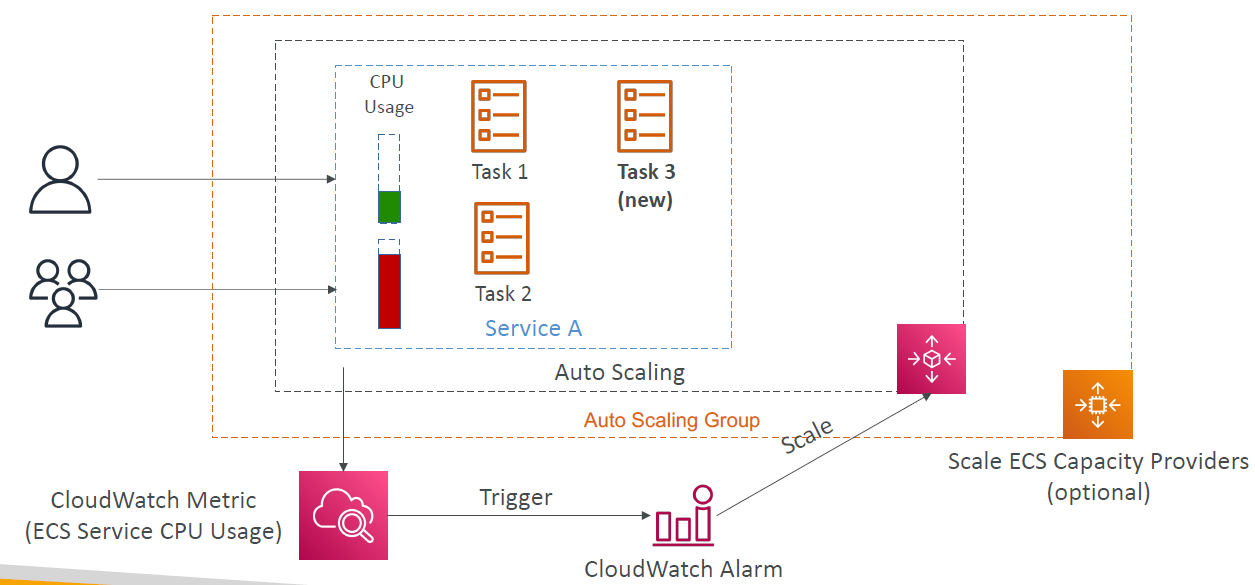 CPU
Usage
Task 1
Task 3
(new)
Task 2
Service A
Auto Scaling
Auto Scaling Group
Scale
Scale ECS Capacity Providers
(optional)
CloudWatch Metric
(ECS Service CPU Usage)
Trigger
CloudWatch Alarm